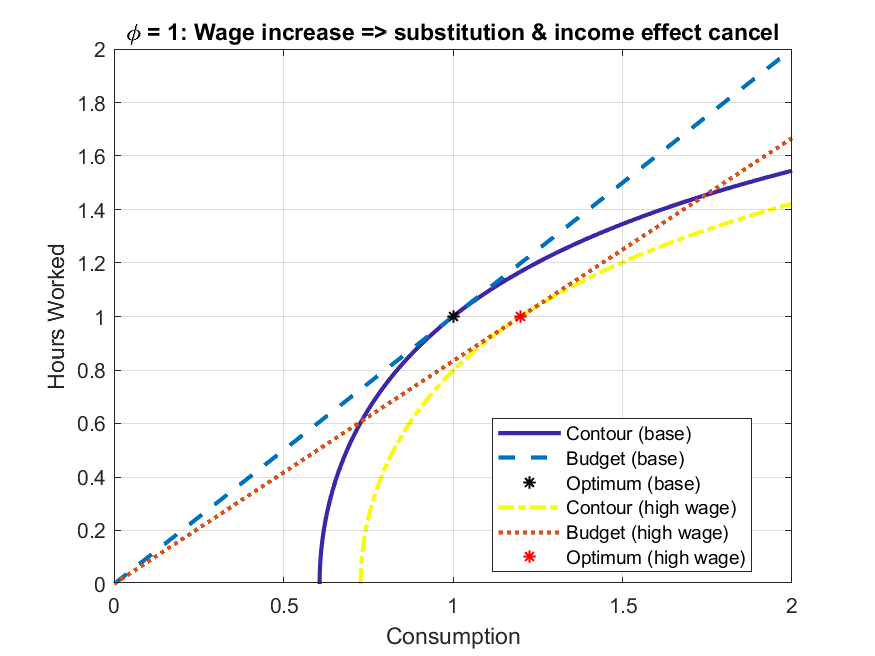 ϕ = 1: Wage increase => substitution & income effect cancel
2
1.8
1.6
1.4
1.2
1
0.8
0.6
0.4
0.2
0
Hours Worked
Contour (base)
Budget (base)
Optimum (base)
Contour (high wage)
Budget (high wage)
Optimum (high wage)
0 0.5 1 1.5 2
Consumption